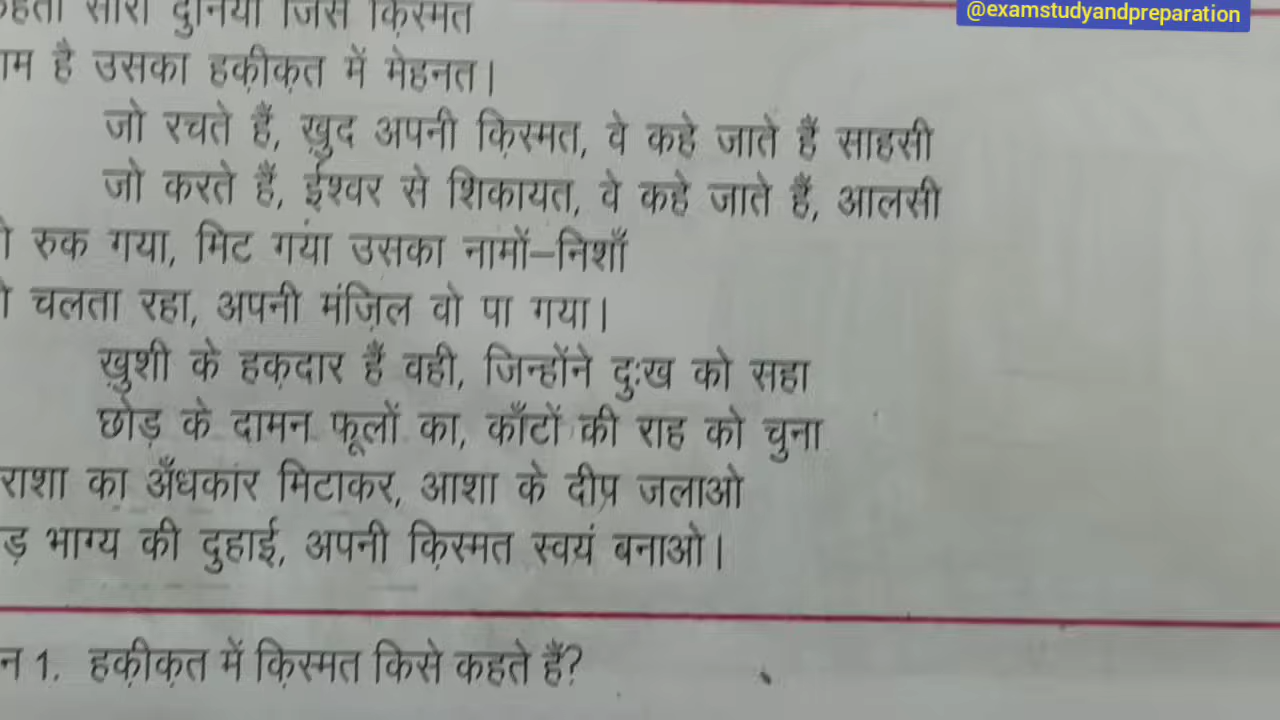 @examstudyandpreparation
सारी दुनिया जिसे क़िस्मत
है उसका हक़ीक़त में मेहनत।
जो रचते हैं, ख़ुद अपनी क़िस्मत, वे कहे जाते हैं साहसी
जो करते हैं, ईश्वर से शिकायत, वे कहे जाते हैं, आलसी
रुक गया, मिट गया उसका नामों–निशाँ
चलता रहा, अपनी मंज़िल वो पा गया।
ख़ुशी के हक़दार हैं वही, जिन्होंने दुःख को सहा
छोड़ के दामन फूलों का, काँटों की राह को चुना
राशा का अँधकार मिटाकर, आशा के दीप जलाओ
ड़ भाग्य की दुहाई, अपनी क़िस्मत स्वयं बनाओ।
न 1. हक़ीक़त में क़िस्मत किसे कहते हैं?